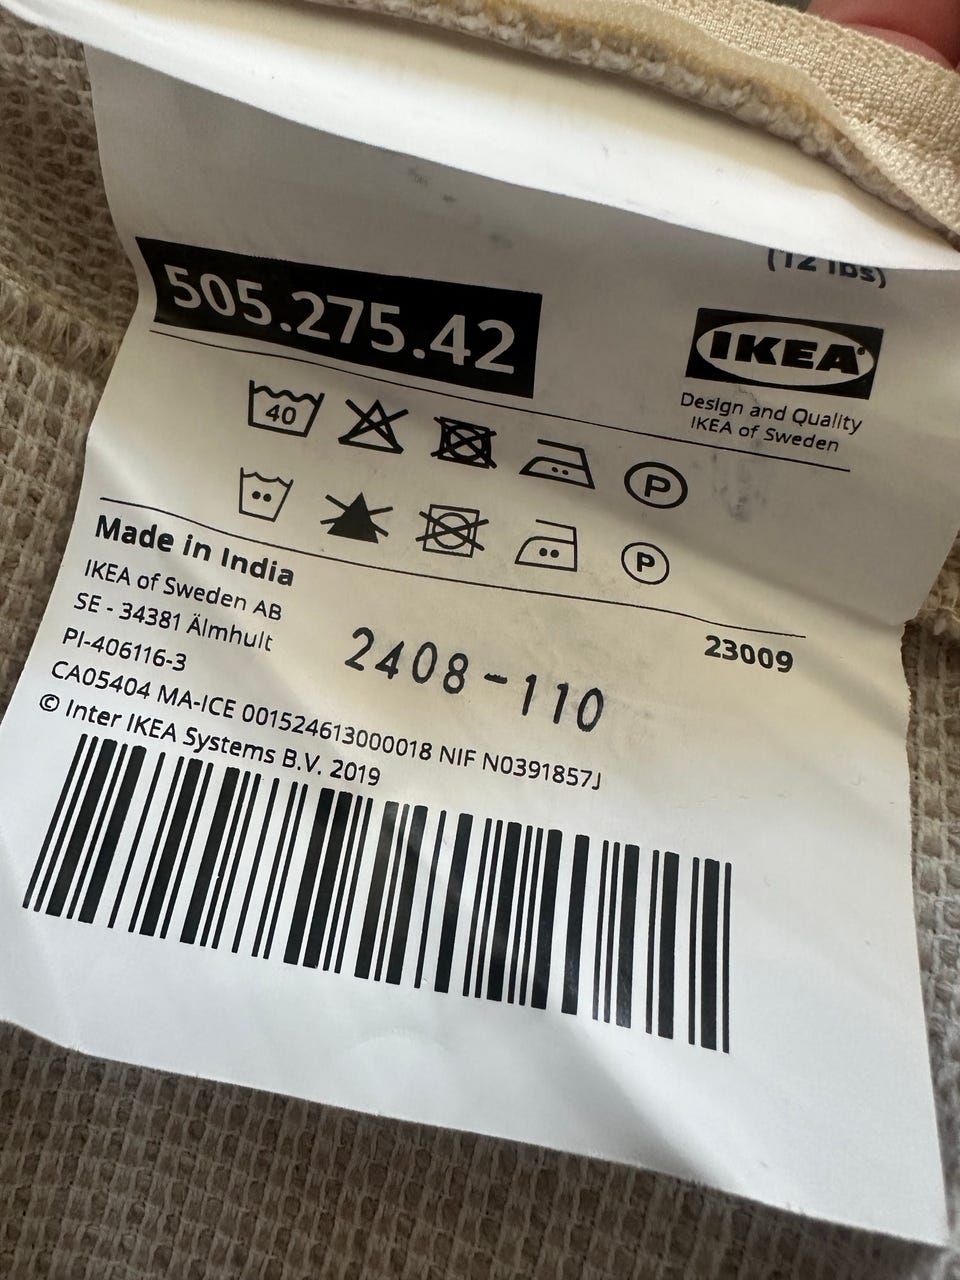 (12 lbs)
505.275.42
IKEA®
Design and Quality
IKEA of Sweden
40
P
P
Made in India
IKEA of Sweden AB
SE - 34381 Älmhult
23009
PI-406116-3
2408-110
CA05404 MA-ICE 001524613000018 NIF N0391857J
© Inter IKEA Systems B.V. 2019